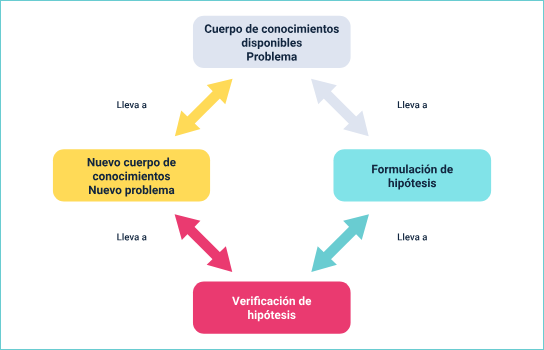 Cuerpo de conocimientos
disponibles
Problema
Lleva a
Lleva a
Nuevo cuerpo de
conocimientos
Nuevo problema
Formulación de
hipótesis
Lleva a
Lleva a
Verificación de
hipótesis